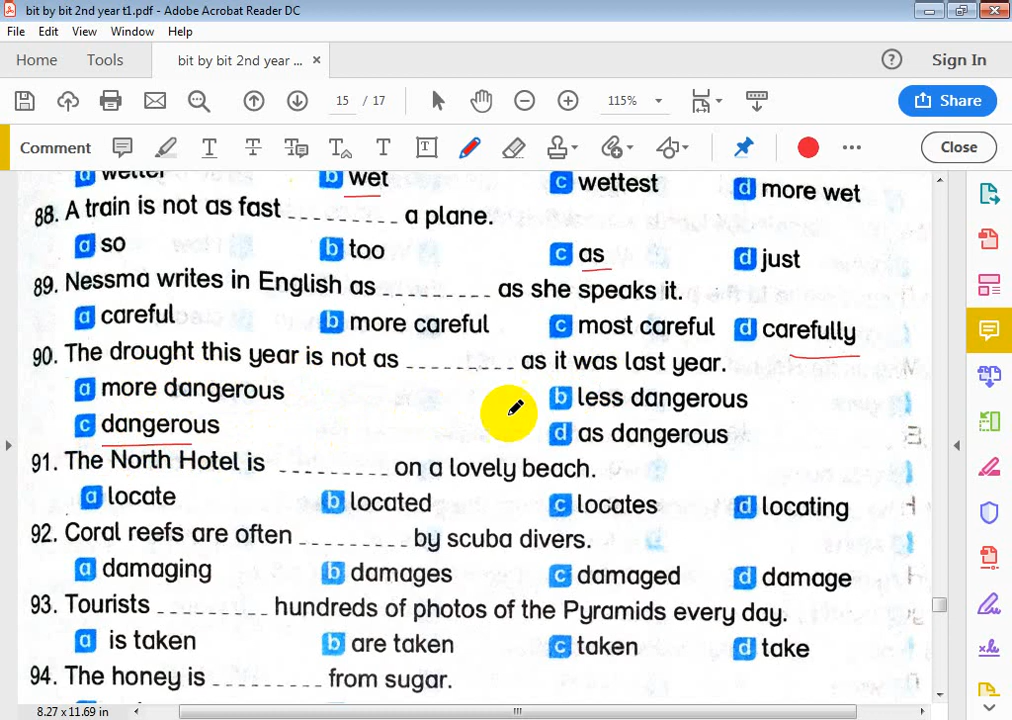 bit by bit 2nd year t1.pdf - Adobe Acrobat Reader DC
File Edit View Window Help
Home Tools bit by bit 2nd year ... × Sign In
15 / 17 115% Share
Comment Close
a wetter b wet c wettest d more wet
88. A train is not as fast _ _ _ _ _ _ _ _ a plane.
a so b too c as d just
89. Nessma writes in English as _ _ _ _ _ _ _ _ as she speaks it.
a careful b more careful c most careful d carefully
90. The drought this year is not as _ _ _ _ _ _ _ _ as it was last year.
a more dangerous b less dangerous
c dangerous d as dangerous
91. The North Hotel is _ _ _ _ _ _ _ _ on a lovely beach.
a locate b located c locates d locating
92. Coral reefs are often _ _ _ _ _ _ _ _ by scuba divers.
a damaging b damages c damaged d damage
93. Tourists _ _ _ _ _ _ _ _ hundreds of photos of the Pyramids every day.
a is taken b are taken c taken d take
94. The honey is _ _ _ _ _ _ _ _ from sugar.
8.27 x 11.69 in